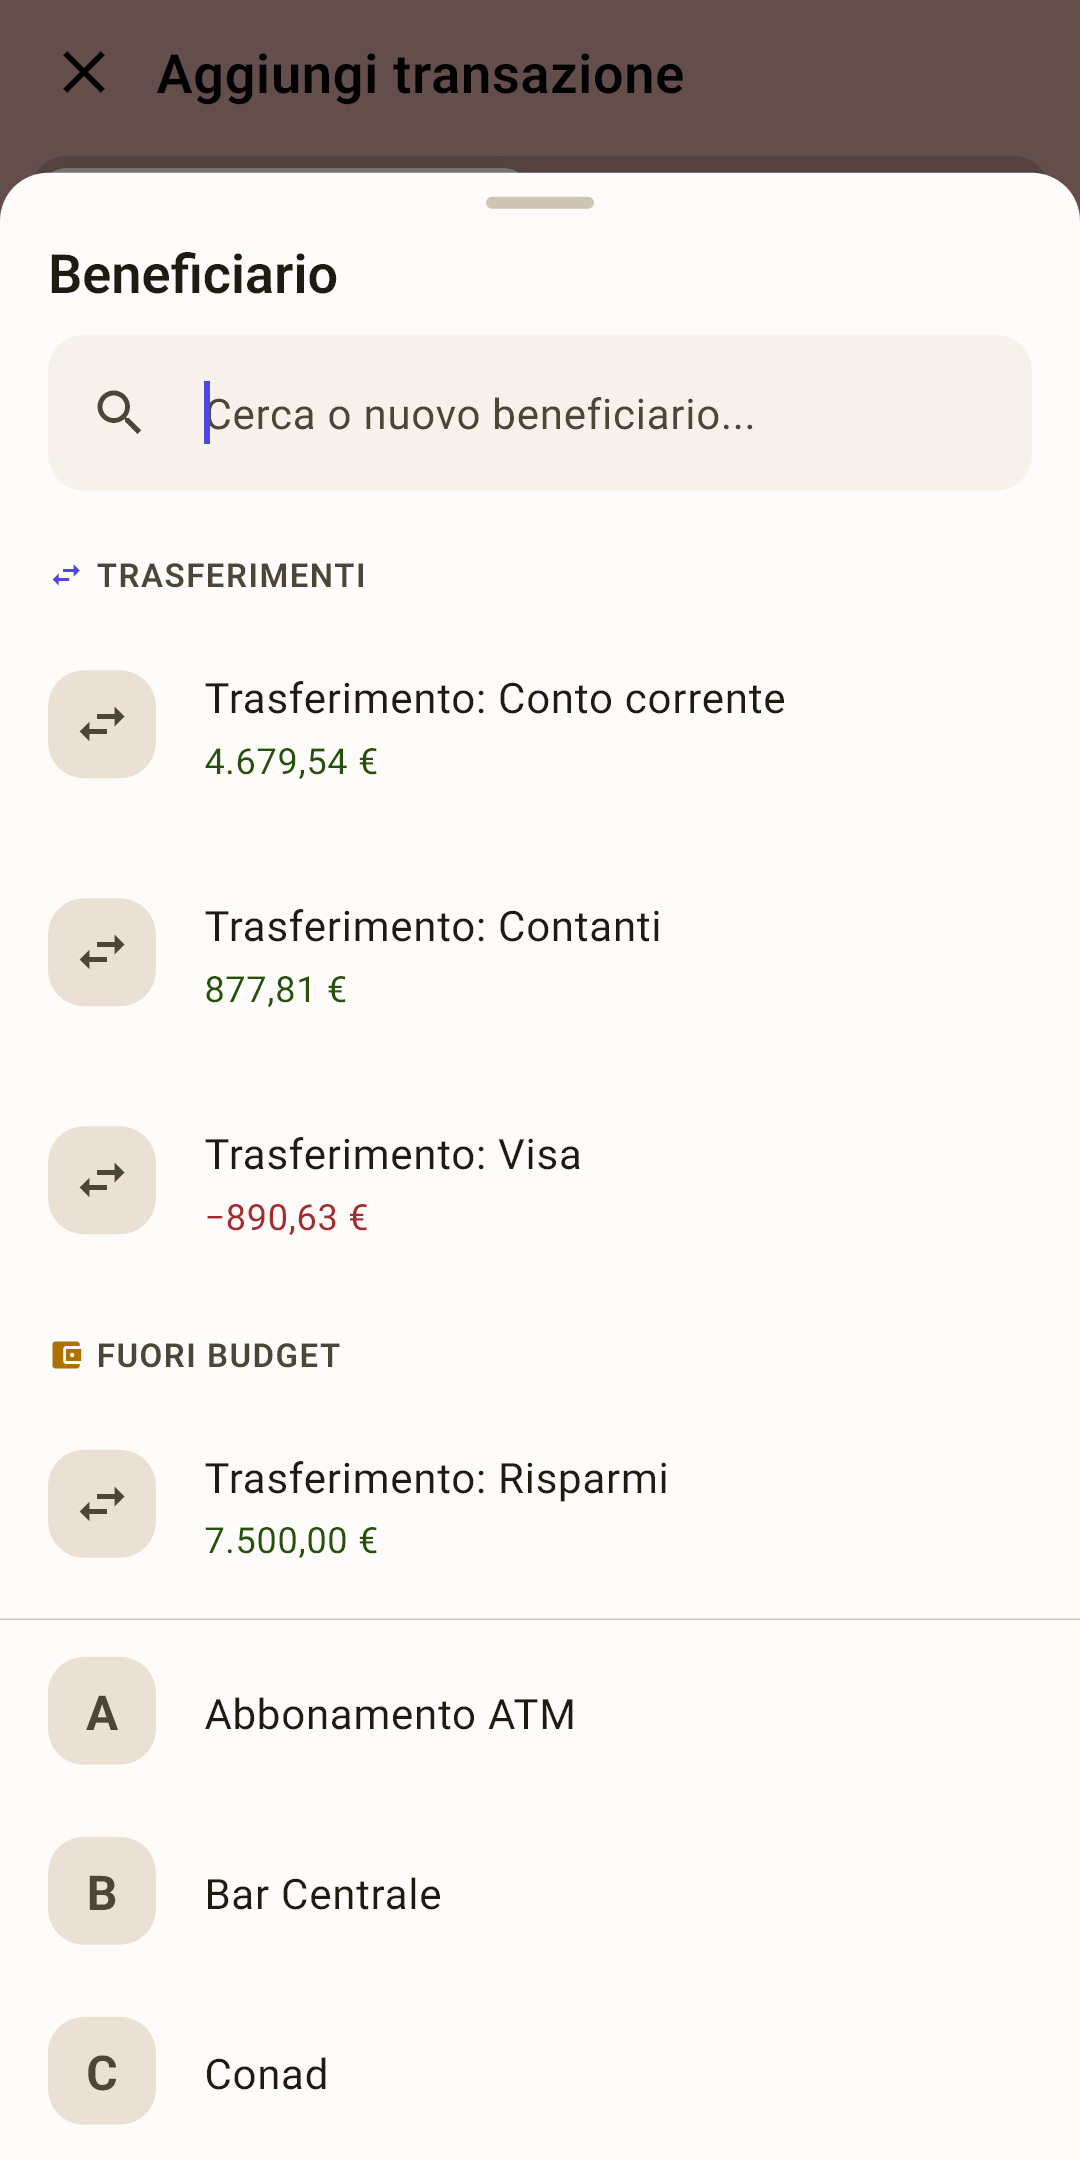 Aggiungi transazione
Beneficiario
Cerca o nuovo beneficiario...
TRASFERIMENTI
Trasferimento: Conto corrente
4.679,54 €
Trasferimento: Contanti
877,81 €
Trasferimento: Visa
−890,63 €
FUORI BUDGET
Trasferimento: Risparmi
7.500,00 €
A
Abbonamento ATM
B
Bar Centrale
C
Conad